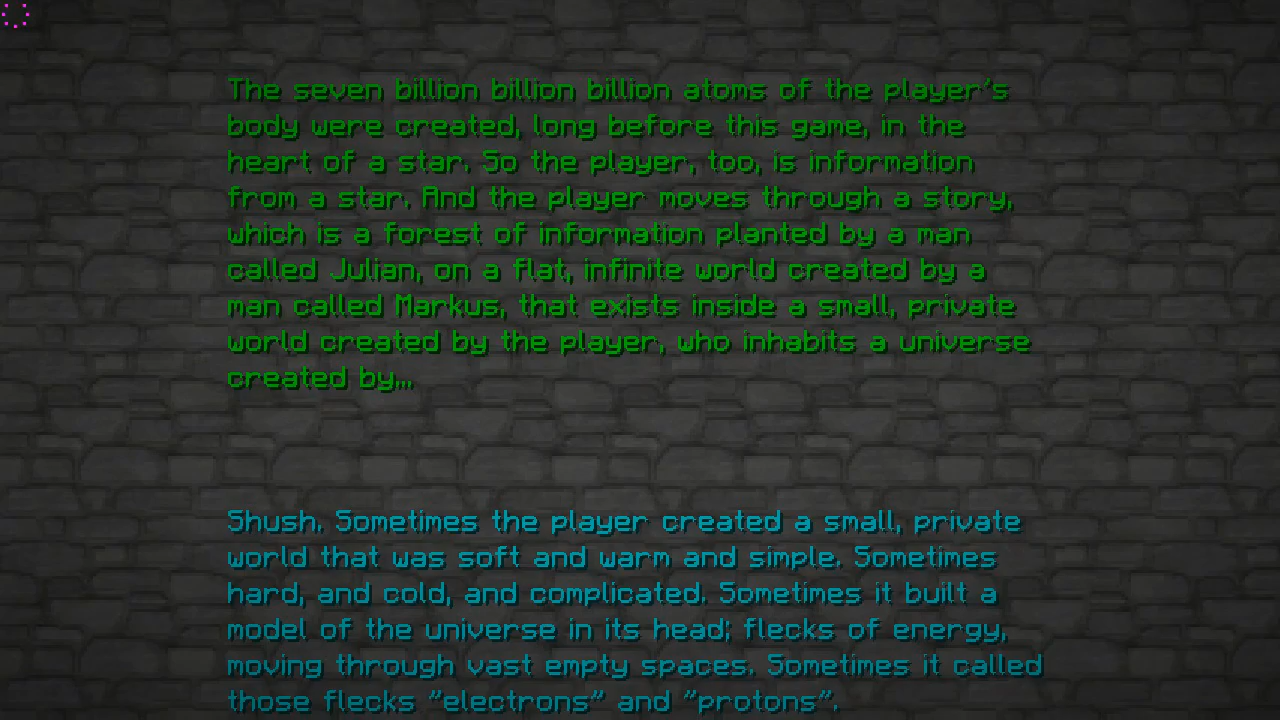 The seven billion billion billion atoms of the player's
body were created, long before this game, in the
heart of a star. So the player, too, is information
from a star. And the player moves through a story,
which is a forest of information planted by a man
called Julian, on a flat, infinite world created by a
man called Markus, that exists inside a small, private
world created by the player, who inhabits a universe
created by...
Shush. Sometimes the player created a small, private
world that was soft and warm and simple. Sometimes
hard, and cold, and complicated. Sometimes it built a
model of the universe in its head; flecks of energy,
moving through vast empty spaces. Sometimes it called
those flecks "electrons" and "protons".